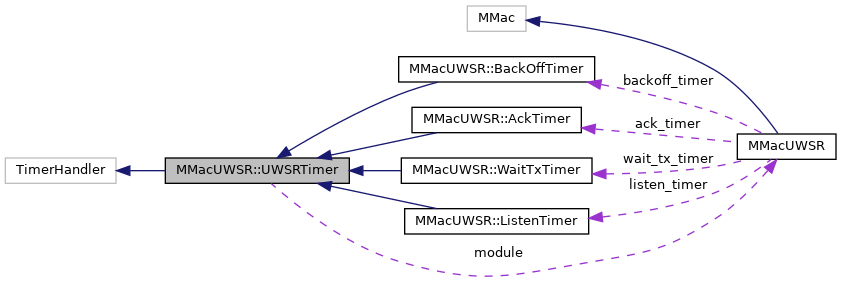 MMac
MMacUWSR::BackOffTimer
backoff_timer
MMacUWSR::AckTimer
ack_timer
MMacUWSR
TimerHandler
MMacUWSR::UWSRTimer
MMacUWSR::WaitTxTimer
wait_tx_timer
listen_timer
MMacUWSR::ListenTimer
module